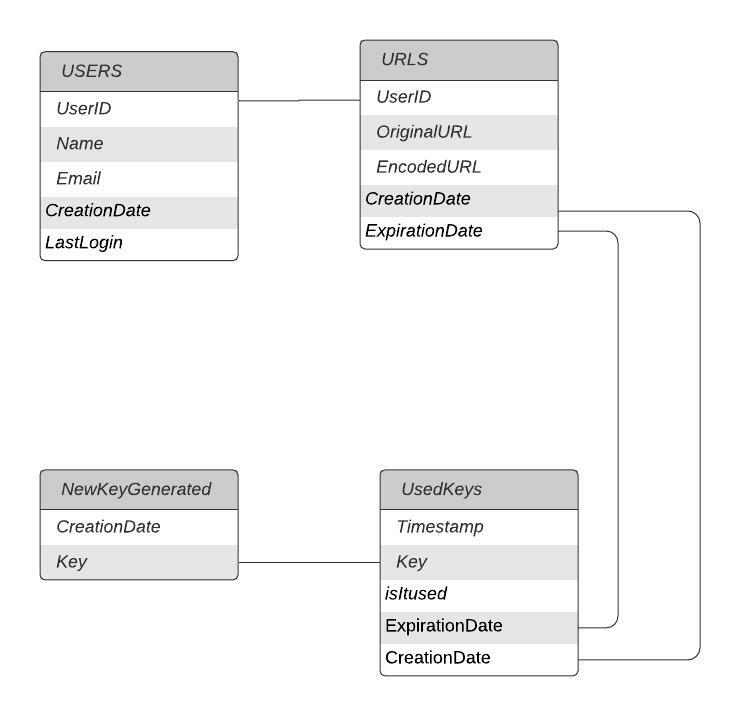 USERS
UserID
Name
Email
CreationDate
LastLogin
URLS
UserID
OriginalURL
EncodedURL
CreationDate
ExpirationDate
NewKeyGenerated
CreationDate
Key
UsedKeys
Timestamp
Key
isItused
ExpirationDate
CreationDate